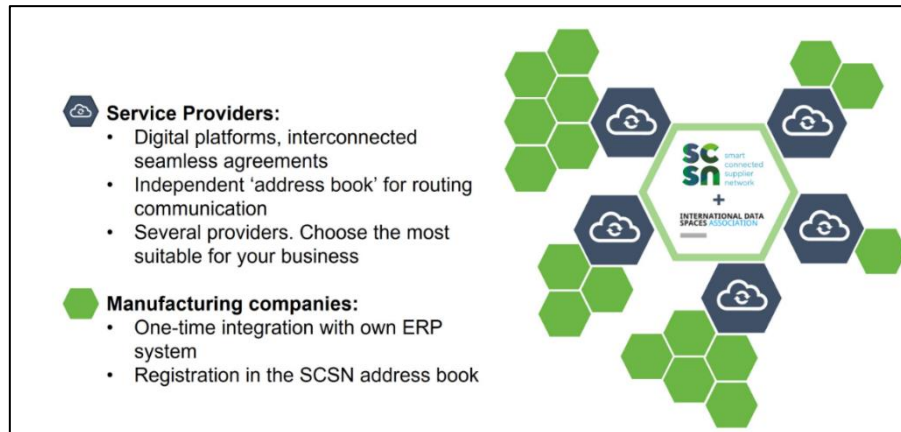 Service Providers:
• Digital platforms, interconnected
seamless agreements
• Independent ‘address book’ for routing
communication
• Several providers. Choose the most
suitable for your business
Manufacturing companies:
• One-time integration with own ERP
system
• Registration in the SCSN address book
scsn
smart
connected
supplier
network
+
INTERNATIONAL DATA
SPACES ASSOCIATION